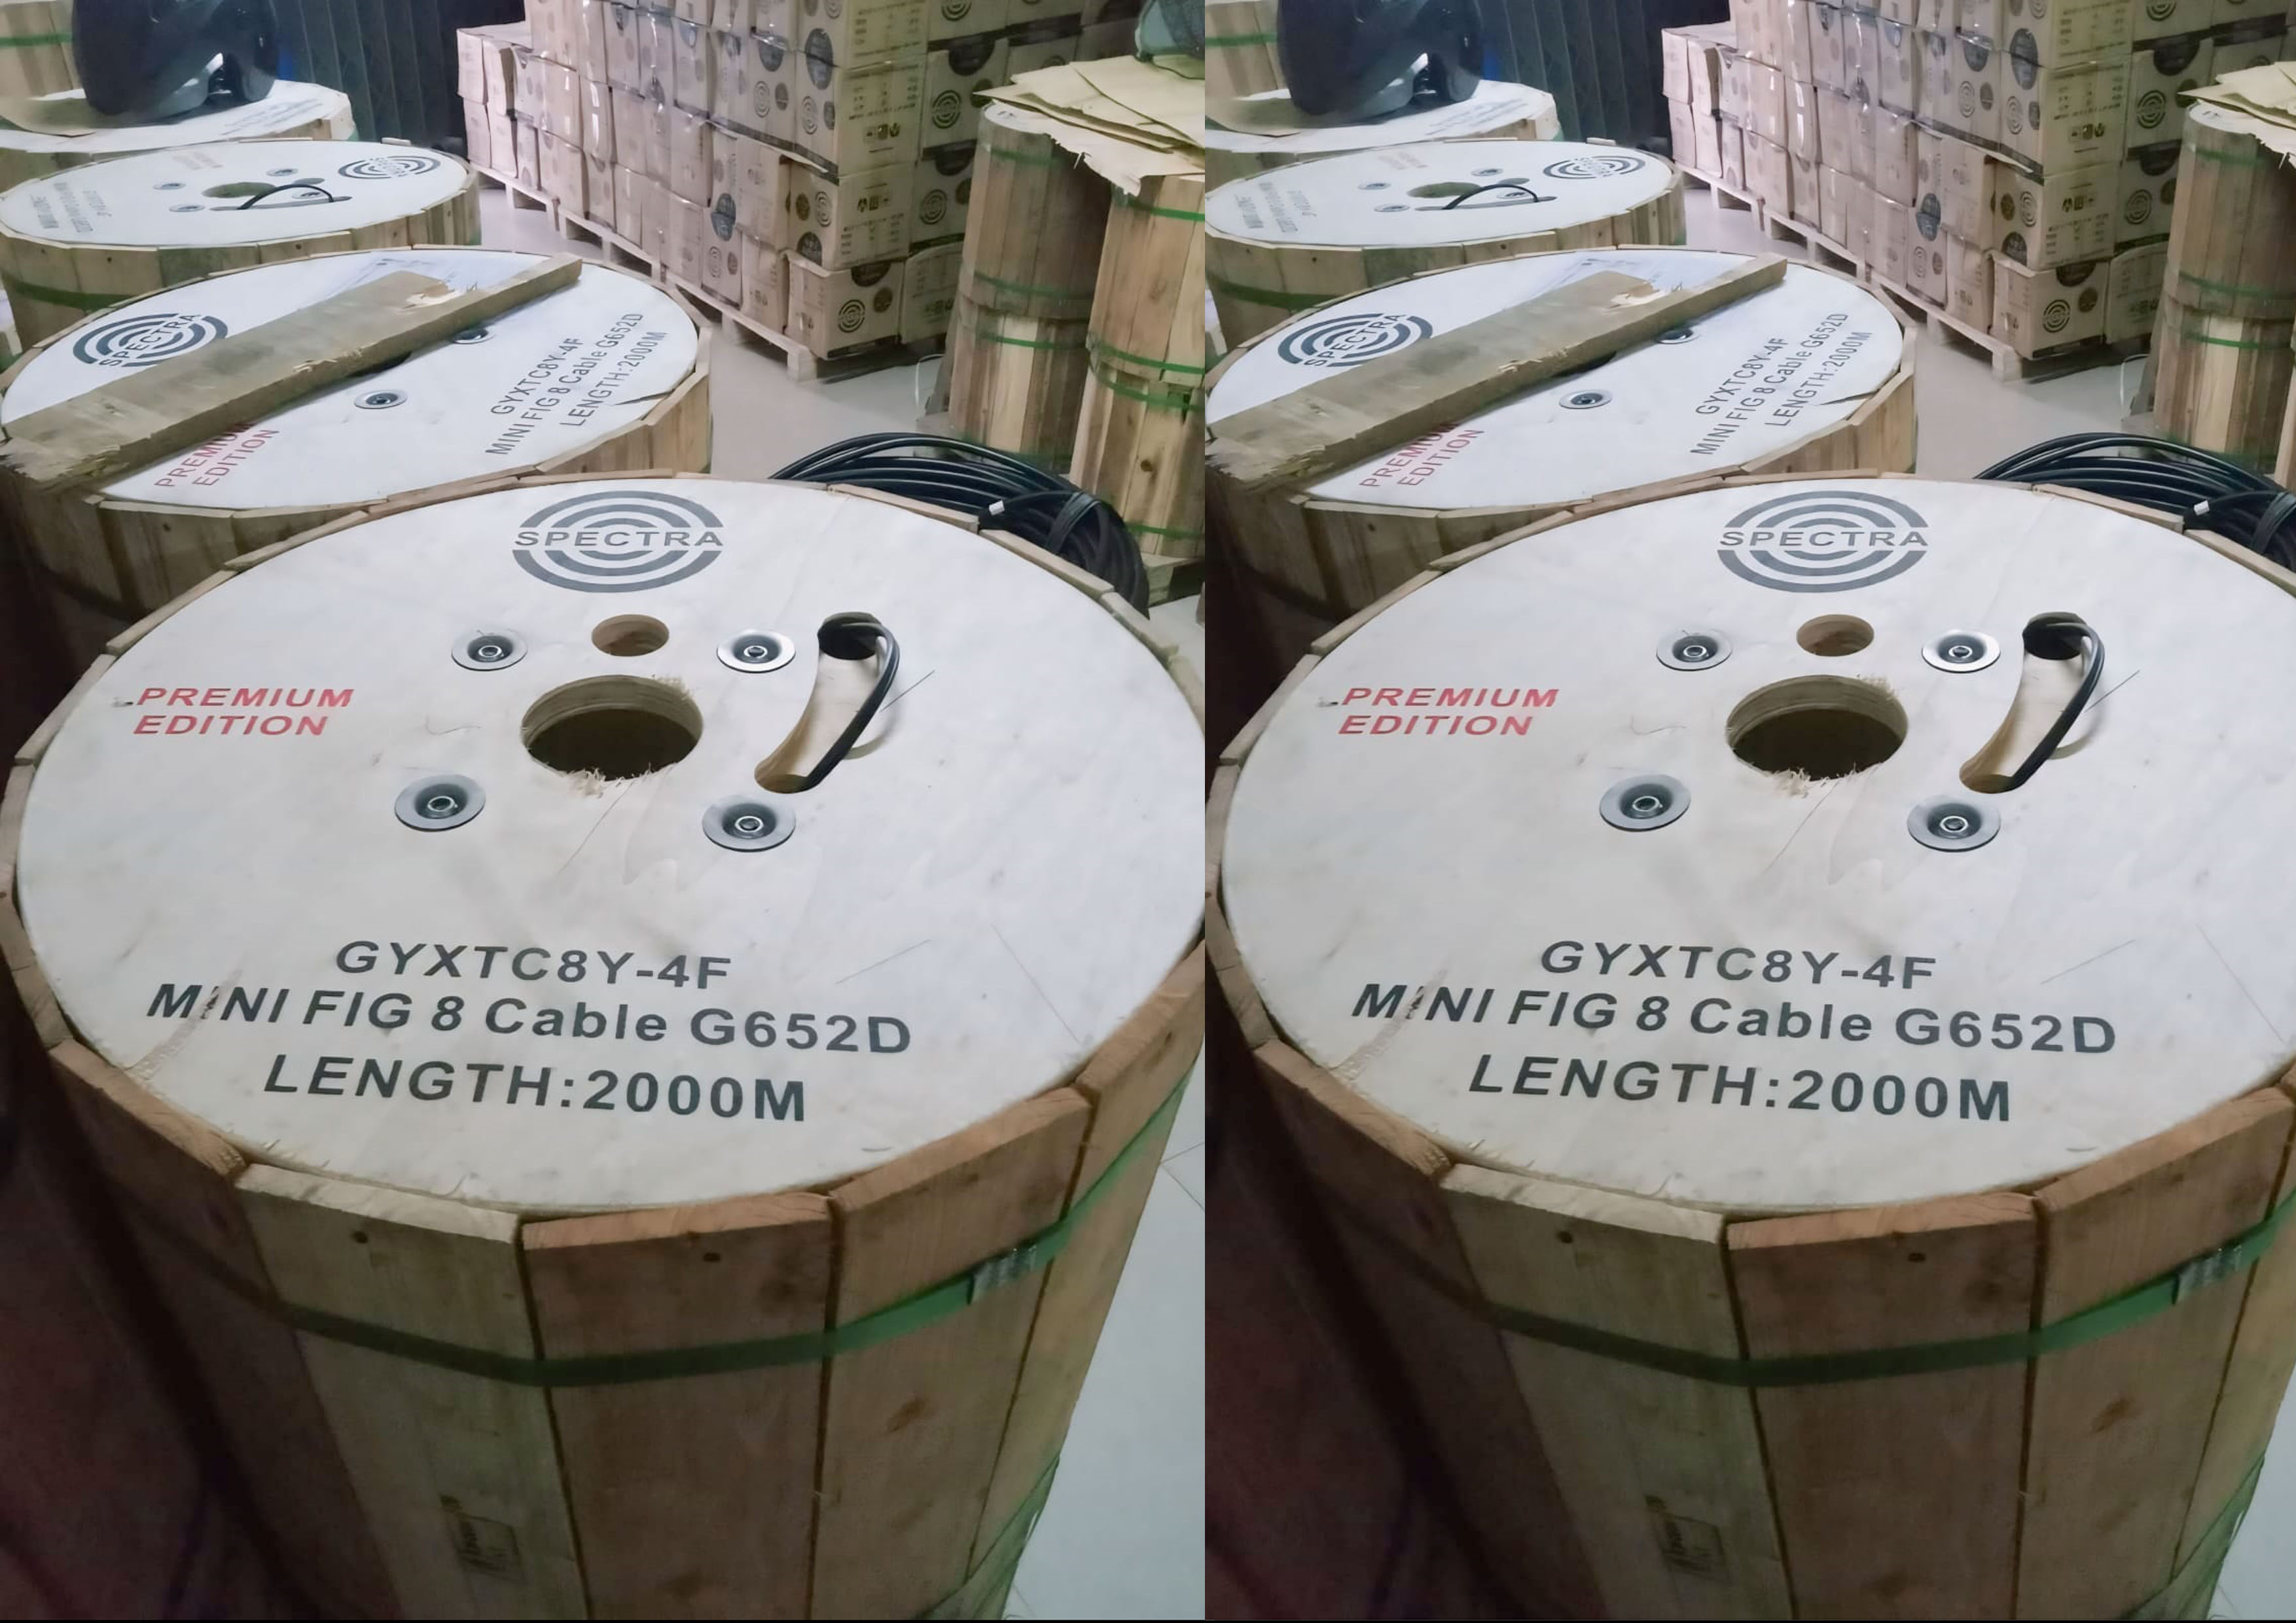 SPECTRA
GYXTC8Y-4F
MINI FIG 8 Cable G652D
LENGTH:2000M
PREMIUM
EDITION
SPECTRA
PREMIUM
EDITION
GYXTC8Y-4F
MINI FIG 8 Cable G652D
LENGTH:2000M
SPECTRA
GYXTC8Y-4F
MINI FIG 8 Cable G652D
LENGTH:2000M
PREMIUM
EDITION
SPECTRA
PREMIUM
EDITION
GYXTC8Y-4F
MINI FIG 8 Cable G652D
LENGTH:2000M